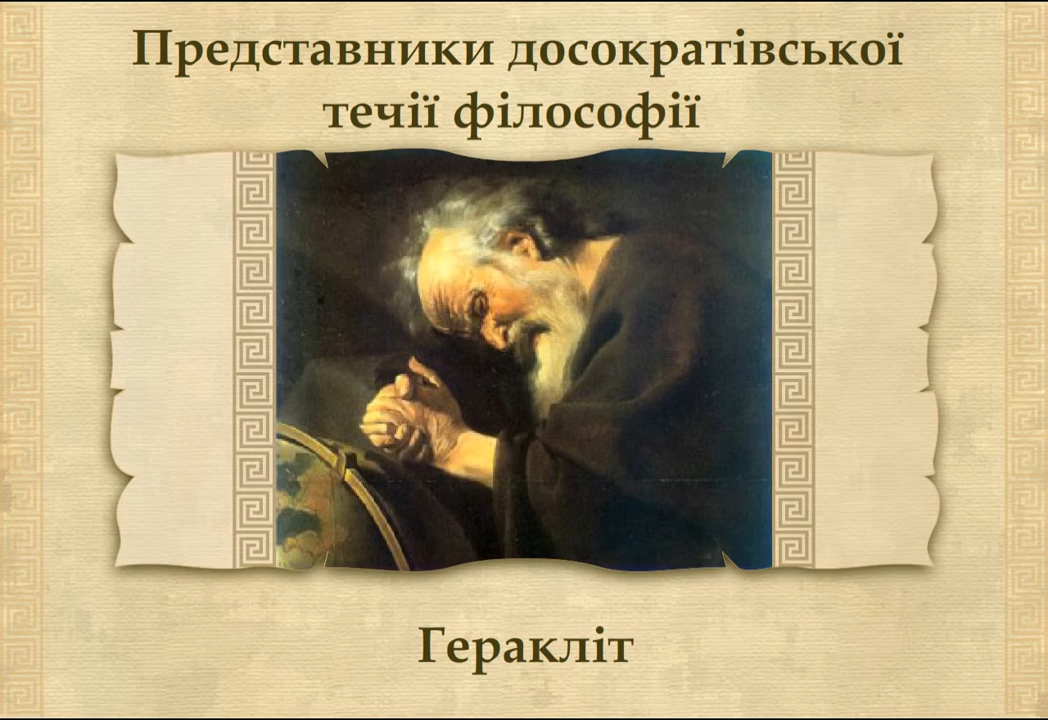 Представники досократівської
течії філософії
Геракліт